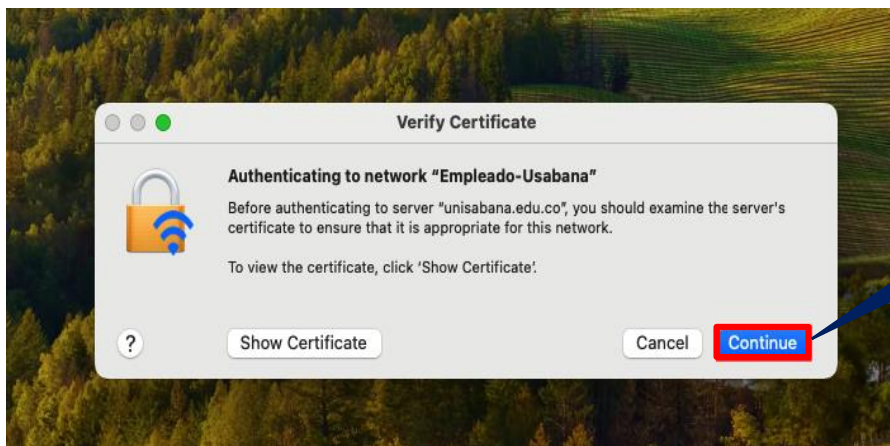 Verify Certificate
Authenticating to network “Empleado-Usabana”
Before authenticating to server “unisabana.edu.co”, you should examine the server's
certificate to ensure that it is appropriate for this network.
To view the certificate, click ‘Show Certificate’.
?
Show Certificate
Cancel
Continue